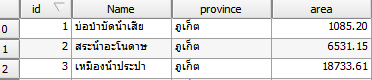 id Name province area
0 1 บ่อบำบัดน้ำเสีย ภูเก็ต 1085.20
1 2 สระน้ำอะโนดาษ ภูเก็ต 6531.15
2 3 เหมืองน้ำประปา ภูเก็ต 18733.61